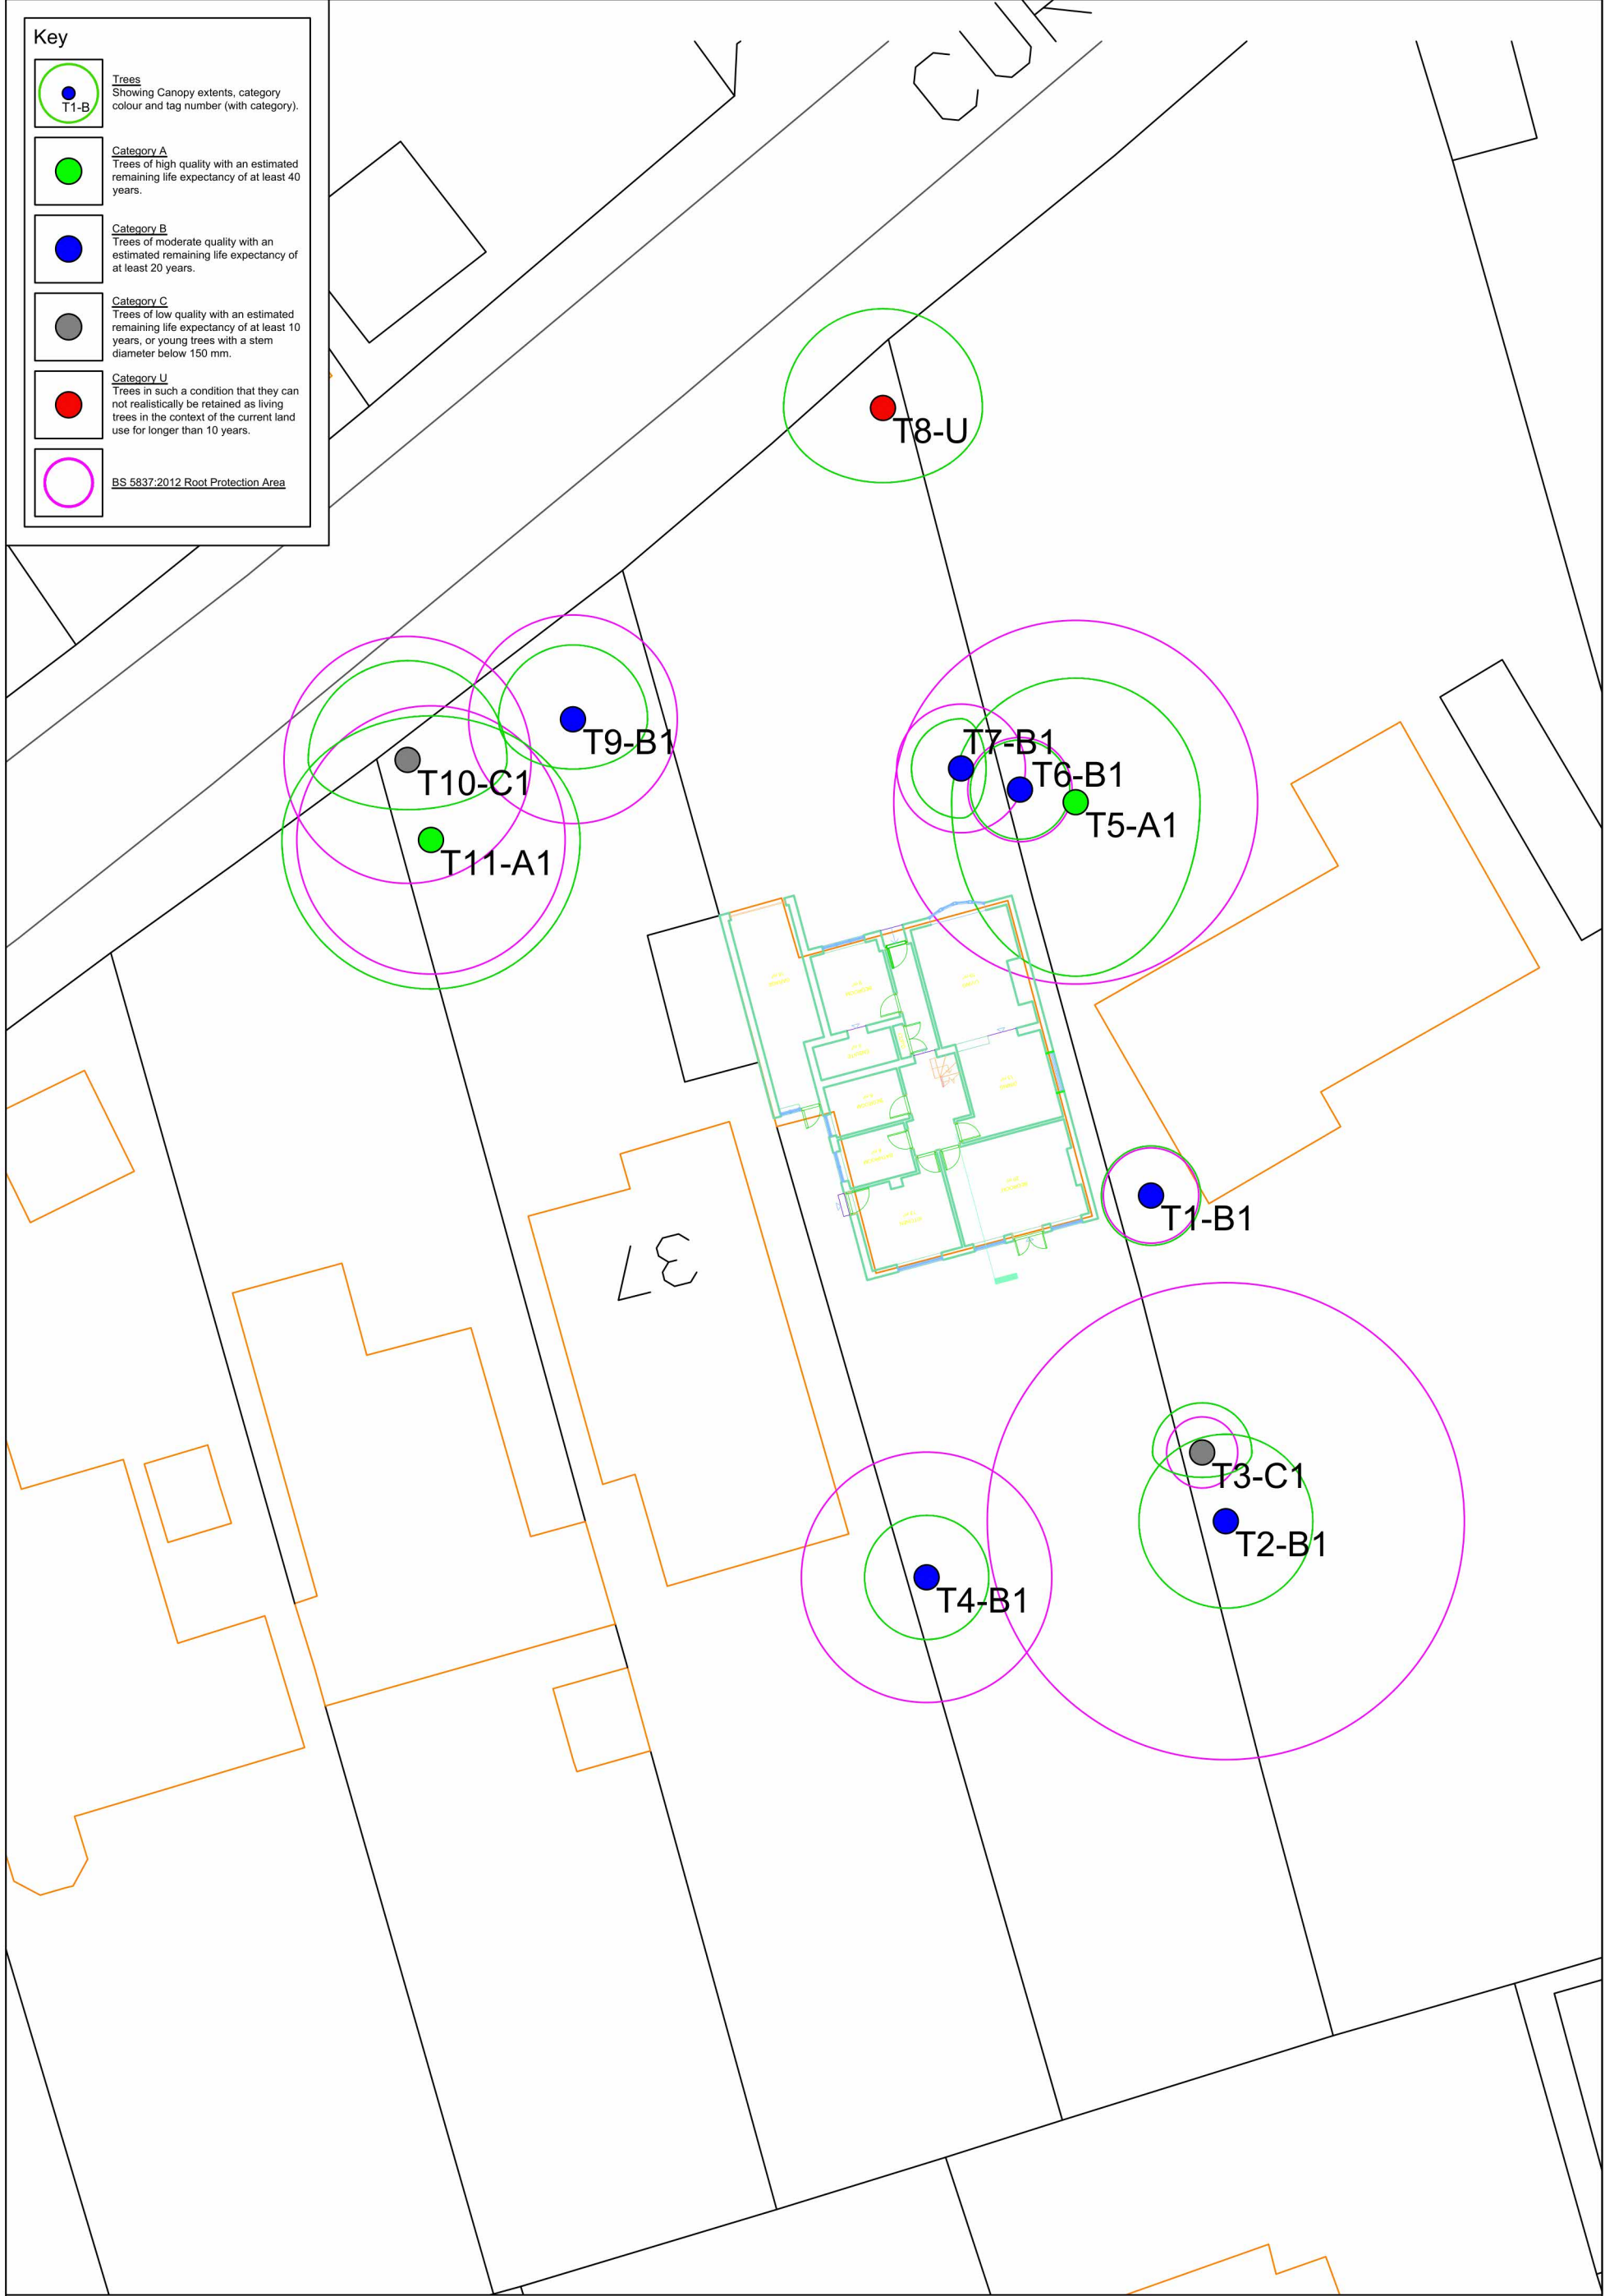 Key
Trees
Showing Canopy extents, category
colour and tag number (with category).
T1-B
Category A
Trees of high quality with an estimated
remaining life expectancy of at least 40
years.
Category B
Trees of moderate quality with an
estimated remaining life expectancy of
at least 20 years.
Category C
Trees of low quality with an estimated
remaining life expectancy of at least 10
years, or young trees with a stem
diameter below 150 mm.
Category U
Trees in such a condition that they can
not realistically be retained as living
trees in the context of the current land
use for longer than 10 years.
BS 5837:2012 Root Protection Area
T8-U
T9-B1
T7-B1
T6-B1
T10-C1
T5-A1
T11-A1
T1-B1
37
T3-C1
T2-B1
T4-B1